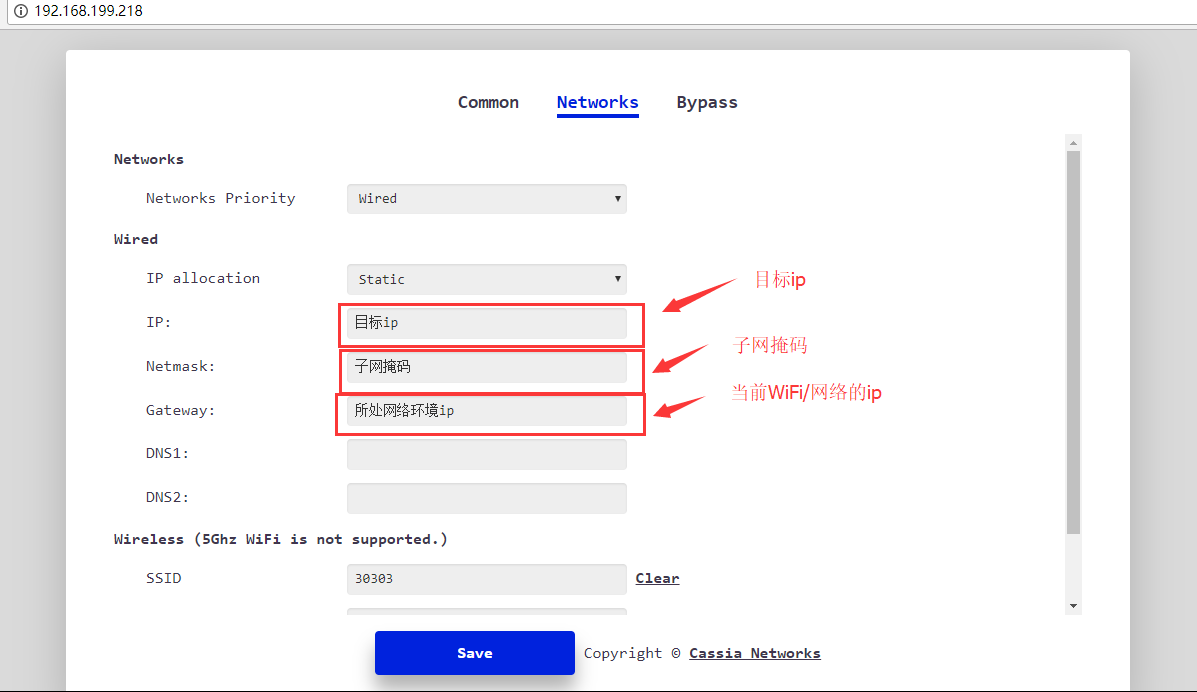 192.168.199.218
Common Networks Bypass
Networks
Networks Priority Wired
Wired
IP allocation Static
目标ip
IP: 目标ip
子网掩码
Netmask: 子网掩码
当前WiFi/网络的ip
Gateway: 所处网络环境ip
DNS1:
DNS2:
Wireless (5Ghz WiFi is not supported.)
SSID 30303 Clear
Save Copyright © Cassia Networks